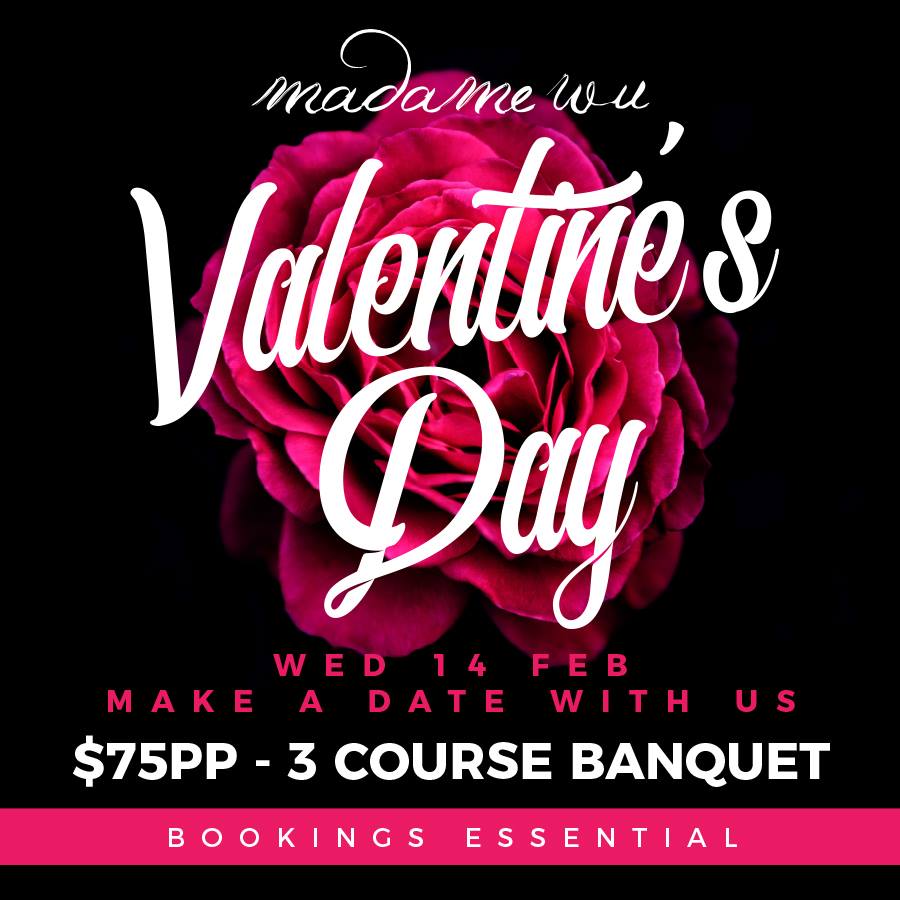 madame wu
Valentine's
Day
WED 14 FEB
MAKE A DATE WITH US
$75PP - 3 COURSE BANQUET
BOOKINGS ESSENTIAL